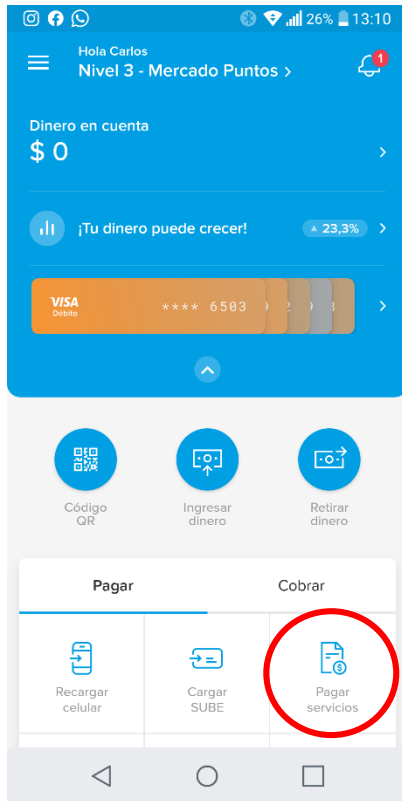 26% 13:10
Hola Carlos
Nivel 3 - Mercado Puntos >
1
Dinero en cuenta
$ 0
¡Tu dinero puede crecer! ▲ 23,3%
VISA
Débito
**** 6503
Código QR
Ingresar dinero
Retirar dinero
Pagar Cobrar
Recargar celular
Cargar SUBE
Pagar servicios